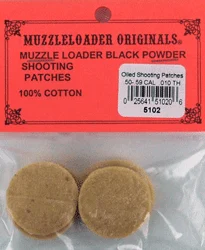 MUZZLELOADER ORIGINALS®
MUZZLE LOADER BLACK POWDER
SHOOTING
PATCHES
100% COTTON
Oiled Shooting Patches
.50-.59 CAL. .010 TH.
0 25641 51020 6
5102